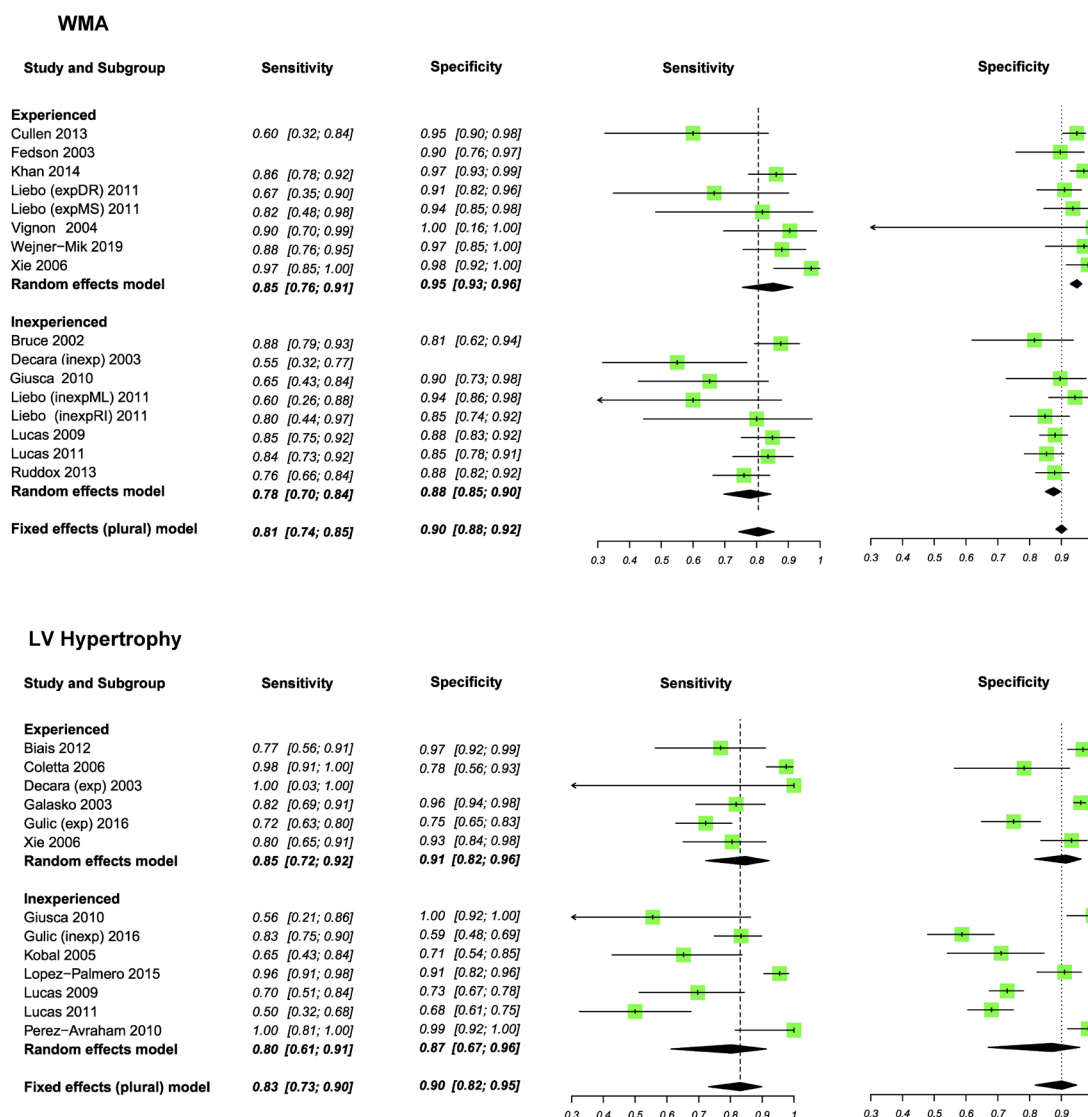 WMA
Study and Subgroup Sensitivity Specificity Sensitivity Specificity
Experienced
Cullen 2013 0.60 [0.32; 0.84] 0.95 [0.90; 0.98]
Fedson 2003 0.90 [0.76; 0.97]
Khan 2014 0.86 [0.78; 0.92] 0.97 [0.93; 0.99]
Liebo (expDR) 2011 0.67 [0.35; 0.90] 0.91 [0.82; 0.96]
Liebo (expMS) 2011 0.82 [0.48; 0.98] 0.94 [0.85; 0.98]
Vignon 2004 0.90 [0.70; 0.99] 1.00 [0.16; 1.00]
Wejner−Mik 2019 0.88 [0.76; 0.95] 0.97 [0.85; 1.00]
Xie 2006 0.97 [0.85; 1.00] 0.98 [0.92; 1.00]
Random effects model 0.85 [0.76; 0.91] 0.95 [0.93; 0.96]
Inexperienced
Bruce 2002 0.88 [0.79; 0.93] 0.81 [0.62; 0.94]
Decara (inexp) 2003 0.55 [0.32; 0.77]
Giusca 2010 0.65 [0.43; 0.84] 0.90 [0.73; 0.98]
Liebo (inexpML) 2011 0.60 [0.26; 0.88] 0.94 [0.86; 0.98]
Liebo (inexpRI) 2011 0.80 [0.44; 0.97] 0.85 [0.74; 0.92]
Lucas 2009 0.85 [0.75; 0.92] 0.88 [0.83; 0.92]
Lucas 2011 0.84 [0.73; 0.92] 0.85 [0.78; 0.91]
Ruddox 2013 0.76 [0.66; 0.84] 0.88 [0.82; 0.92]
Random effects model 0.78 [0.70; 0.84] 0.88 [0.85; 0.90]
Fixed effects (plural) model 0.81 [0.74; 0.85] 0.90 [0.88; 0.92]
0.3 0.4 0.5 0.6 0.7 0.8 0.9 1 0.3 0.4 0.5 0.6 0.7 0.8 0.9
LV Hypertrophy
Study and Subgroup Sensitivity Specificity Sensitivity Specificity
Experienced
Biais 2012 0.77 [0.56; 0.91] 0.97 [0.92; 0.99]
Coletta 2006 0.98 [0.91; 1.00] 0.78 [0.56; 0.93]
Decara (exp) 2003 1.00 [0.03; 1.00]
Galasko 2003 0.82 [0.69; 0.91] 0.96 [0.94; 0.98]
Gulic (exp) 2016 0.72 [0.63; 0.80] 0.75 [0.65; 0.83]
Xie 2006 0.80 [0.65; 0.91] 0.93 [0.84; 0.98]
Random effects model 0.85 [0.72; 0.92] 0.91 [0.82; 0.96]
Inexperienced
Giusca 2010 0.56 [0.21; 0.86] 1.00 [0.92; 1.00]
Gulic (inexp) 2016 0.83 [0.75; 0.90] 0.59 [0.48; 0.69]
Kobal 2005 0.65 [0.43; 0.84] 0.71 [0.54; 0.85]
Lopez−Palmero 2015 0.96 [0.91; 0.98] 0.91 [0.82; 0.96]
Lucas 2009 0.70 [0.51; 0.84] 0.73 [0.67; 0.78]
Lucas 2011 0.50 [0.32; 0.68] 0.68 [0.61; 0.75]
Perez−Avraham 2010 1.00 [0.81; 1.00] 0.99 [0.92; 1.00]
Random effects model 0.80 [0.61; 0.91] 0.87 [0.67; 0.96]
Fixed effects (plural) model 0.83 [0.73; 0.90] 0.90 [0.82; 0.95]
0.3 0.4 0.5 0.6 0.7 0.8 0.9 1 0.3 0.4 0.5 0.6 0.7 0.8 0.9